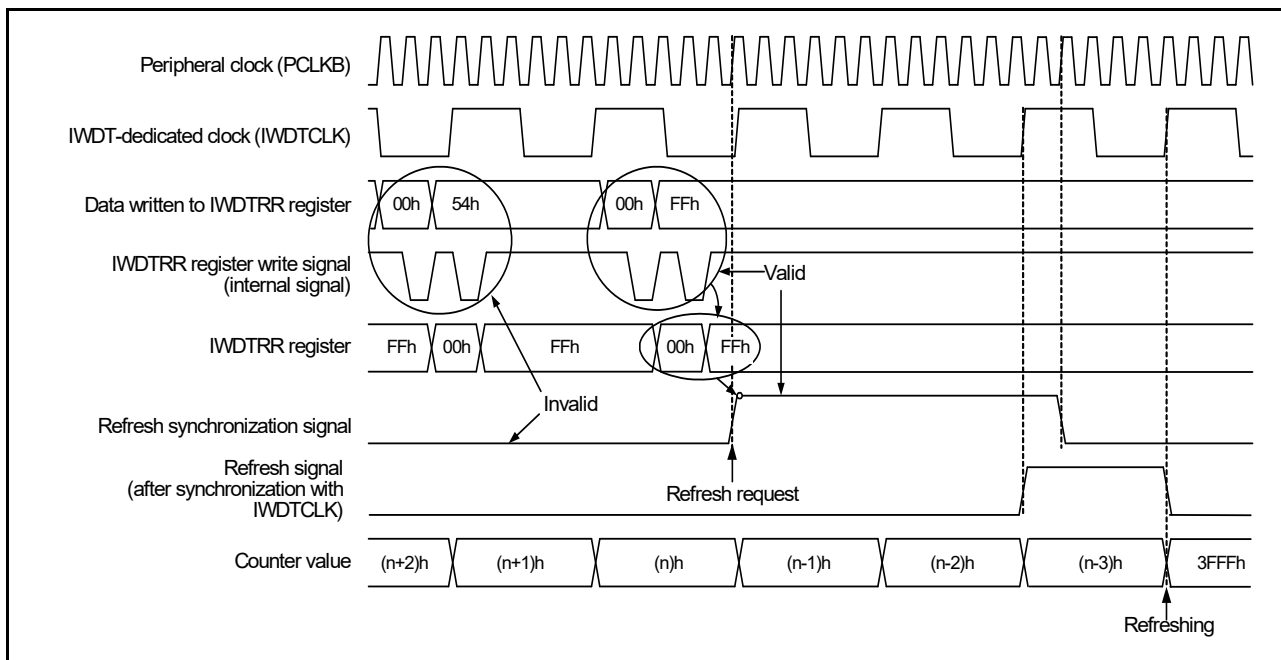 Peripheral clock (PCLKB)
IWDT-dedicated clock (IWDTCLK)
Data written to IWDTRR register
00h
54h
00h
FFh
IWDTRR register write signal
(internal signal)
Valid
IWDTRR register
FFh
00h
FFh
00h
FFh
Invalid
Refresh synchronization signal
Refresh signal
(after synchronization with
IWDTCLK)
Refresh request
Counter value
(n+2)h
(n+1)h
(n)h
(n-1)h
(n-2)h
(n-3)h
3FFFh
Refreshing